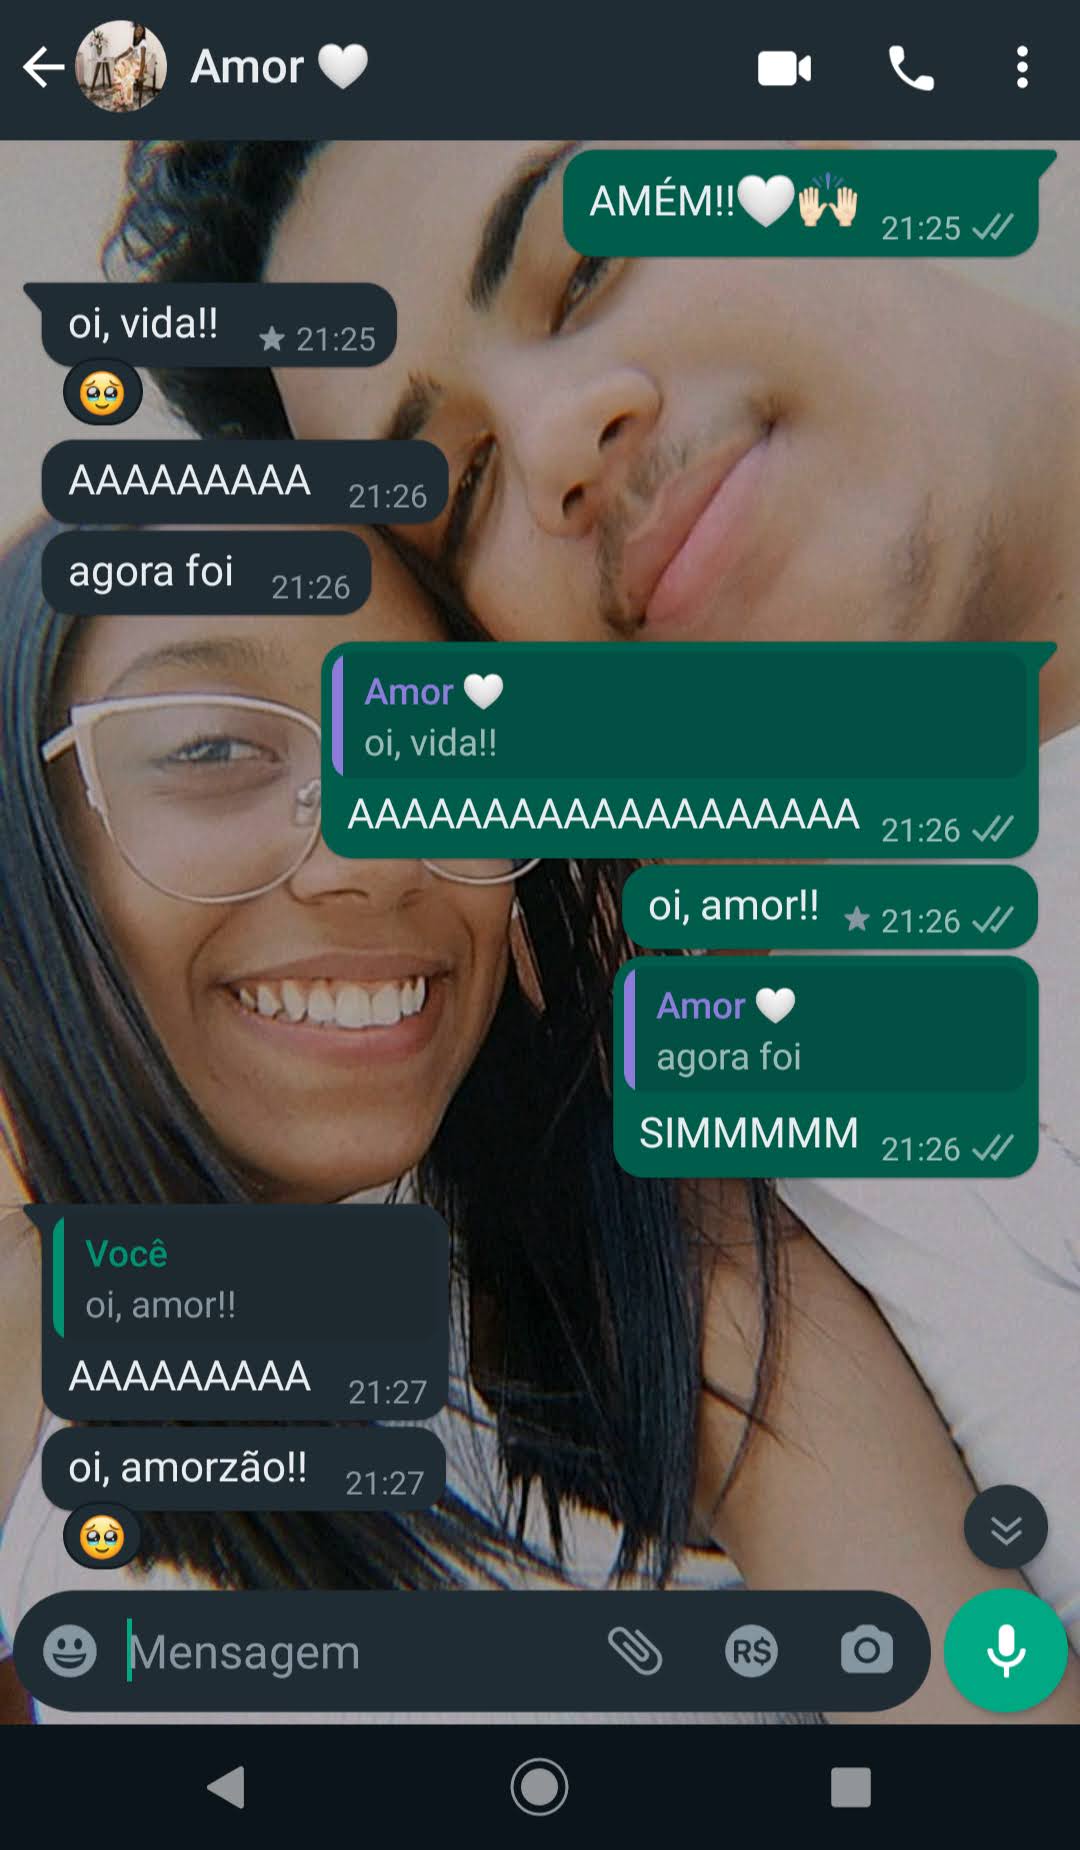 Amor 🤍
AMÉM!!🤍🙌🏻 21:25
oi, vida!! 21:25
AAAAAAAAA 21:26
agora foi 21:26
Amor 🤍
oi, vida!!
AAAAAAAAAAAAAAAAAAA 21:26
oi, amor!! 21:26
Amor 🤍
agora foi
SIMMMMM 21:26
Você
oi, amor!!
AAAAAAAAA 21:27
oi, amorzão!! 21:27
Mensagem R$